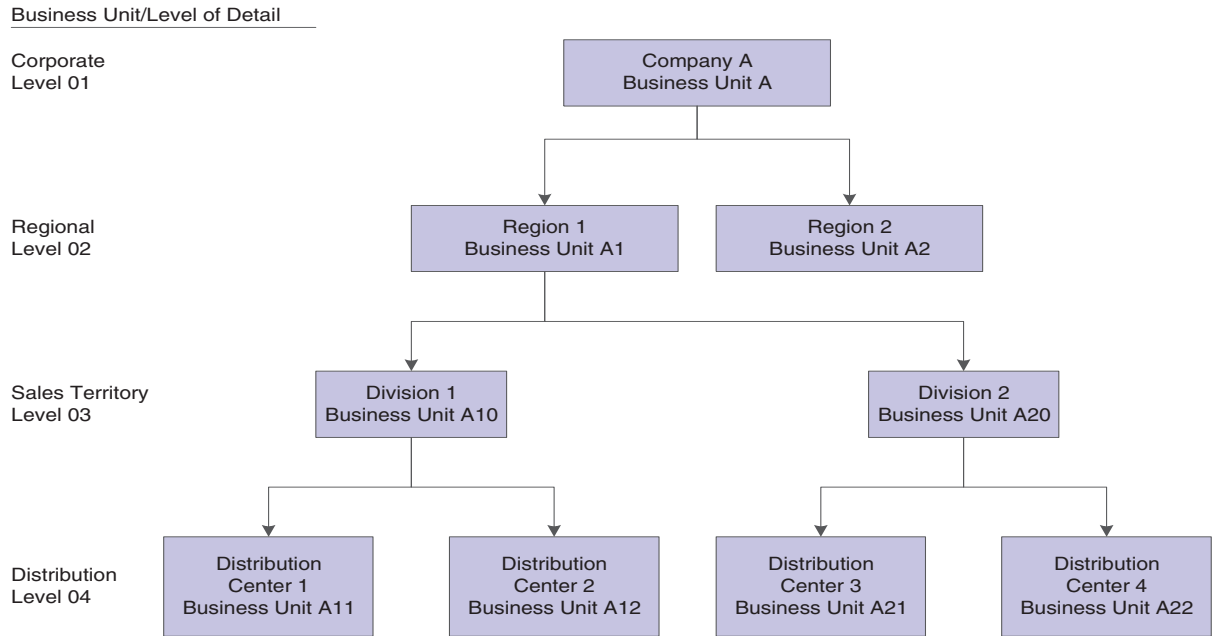 Business Unit/Level of Detail
Corporate
Level 01
Company A
Business Unit A
Regional
Level 02
Region 1
Business Unit A1
Region 2
Business Unit A2
Sales Territory
Level 03
Division 1
Business Unit A10
Division 2
Business Unit A20
Distribution
Level 04
Distribution
Center 1
Business Unit A11
Distribution
Center 2
Business Unit A12
Distribution
Center 3
Business Unit A21
Distribution
Center 4
Business Unit A22